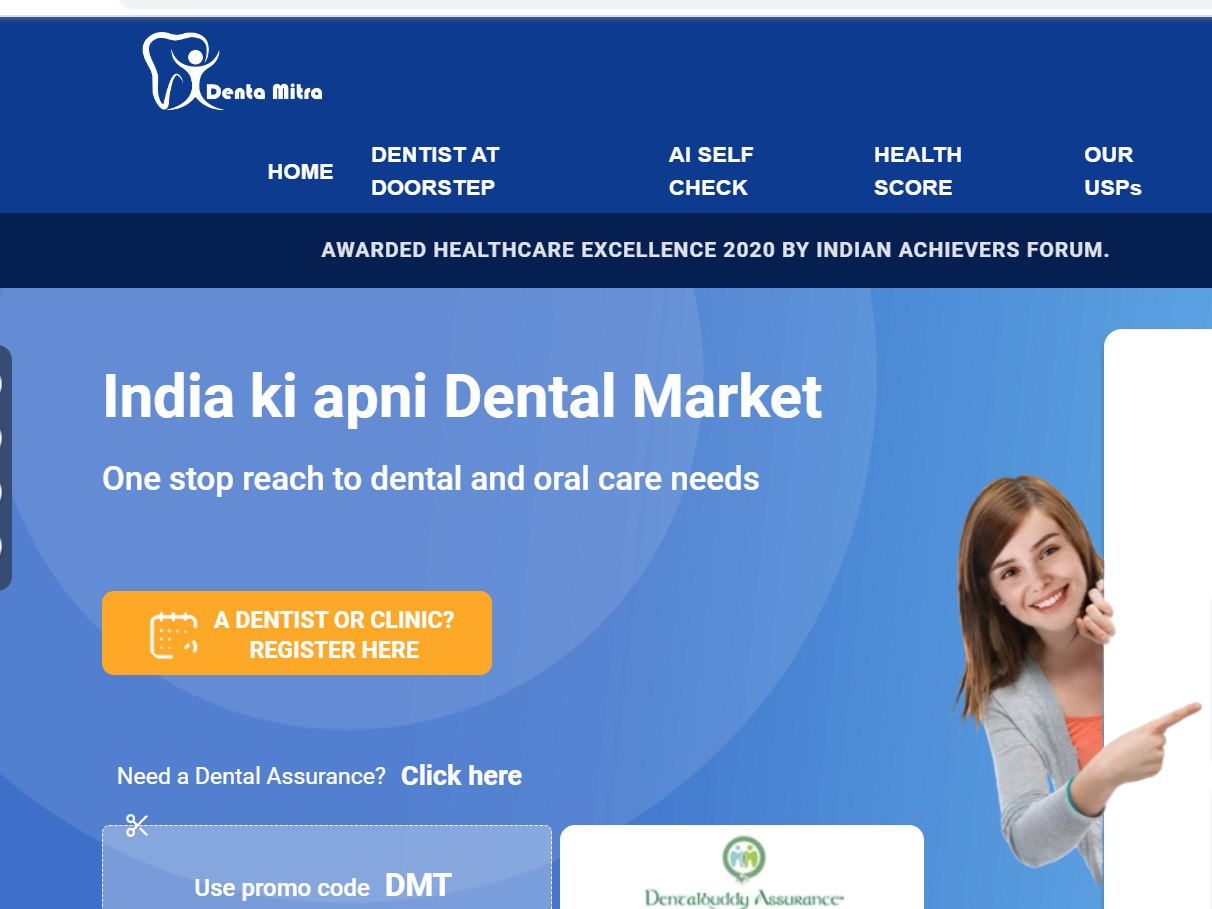 Denta Mitra
HOME
DENTIST AT
DOORSTEP
AI SELF
CHECK
HEALTH
SCORE
OUR
USPs
AWARDED HEALTHCARE EXCELLENCE 2020 BY INDIAN ACHIEVERS FORUM.
India ki apni Dental Market
One stop reach to dental and oral care needs
A DENTIST OR CLINIC?
REGISTER HERE
Need a Dental Assurance? Click here
Use promo code DMT
Dentalbuddy Assurance